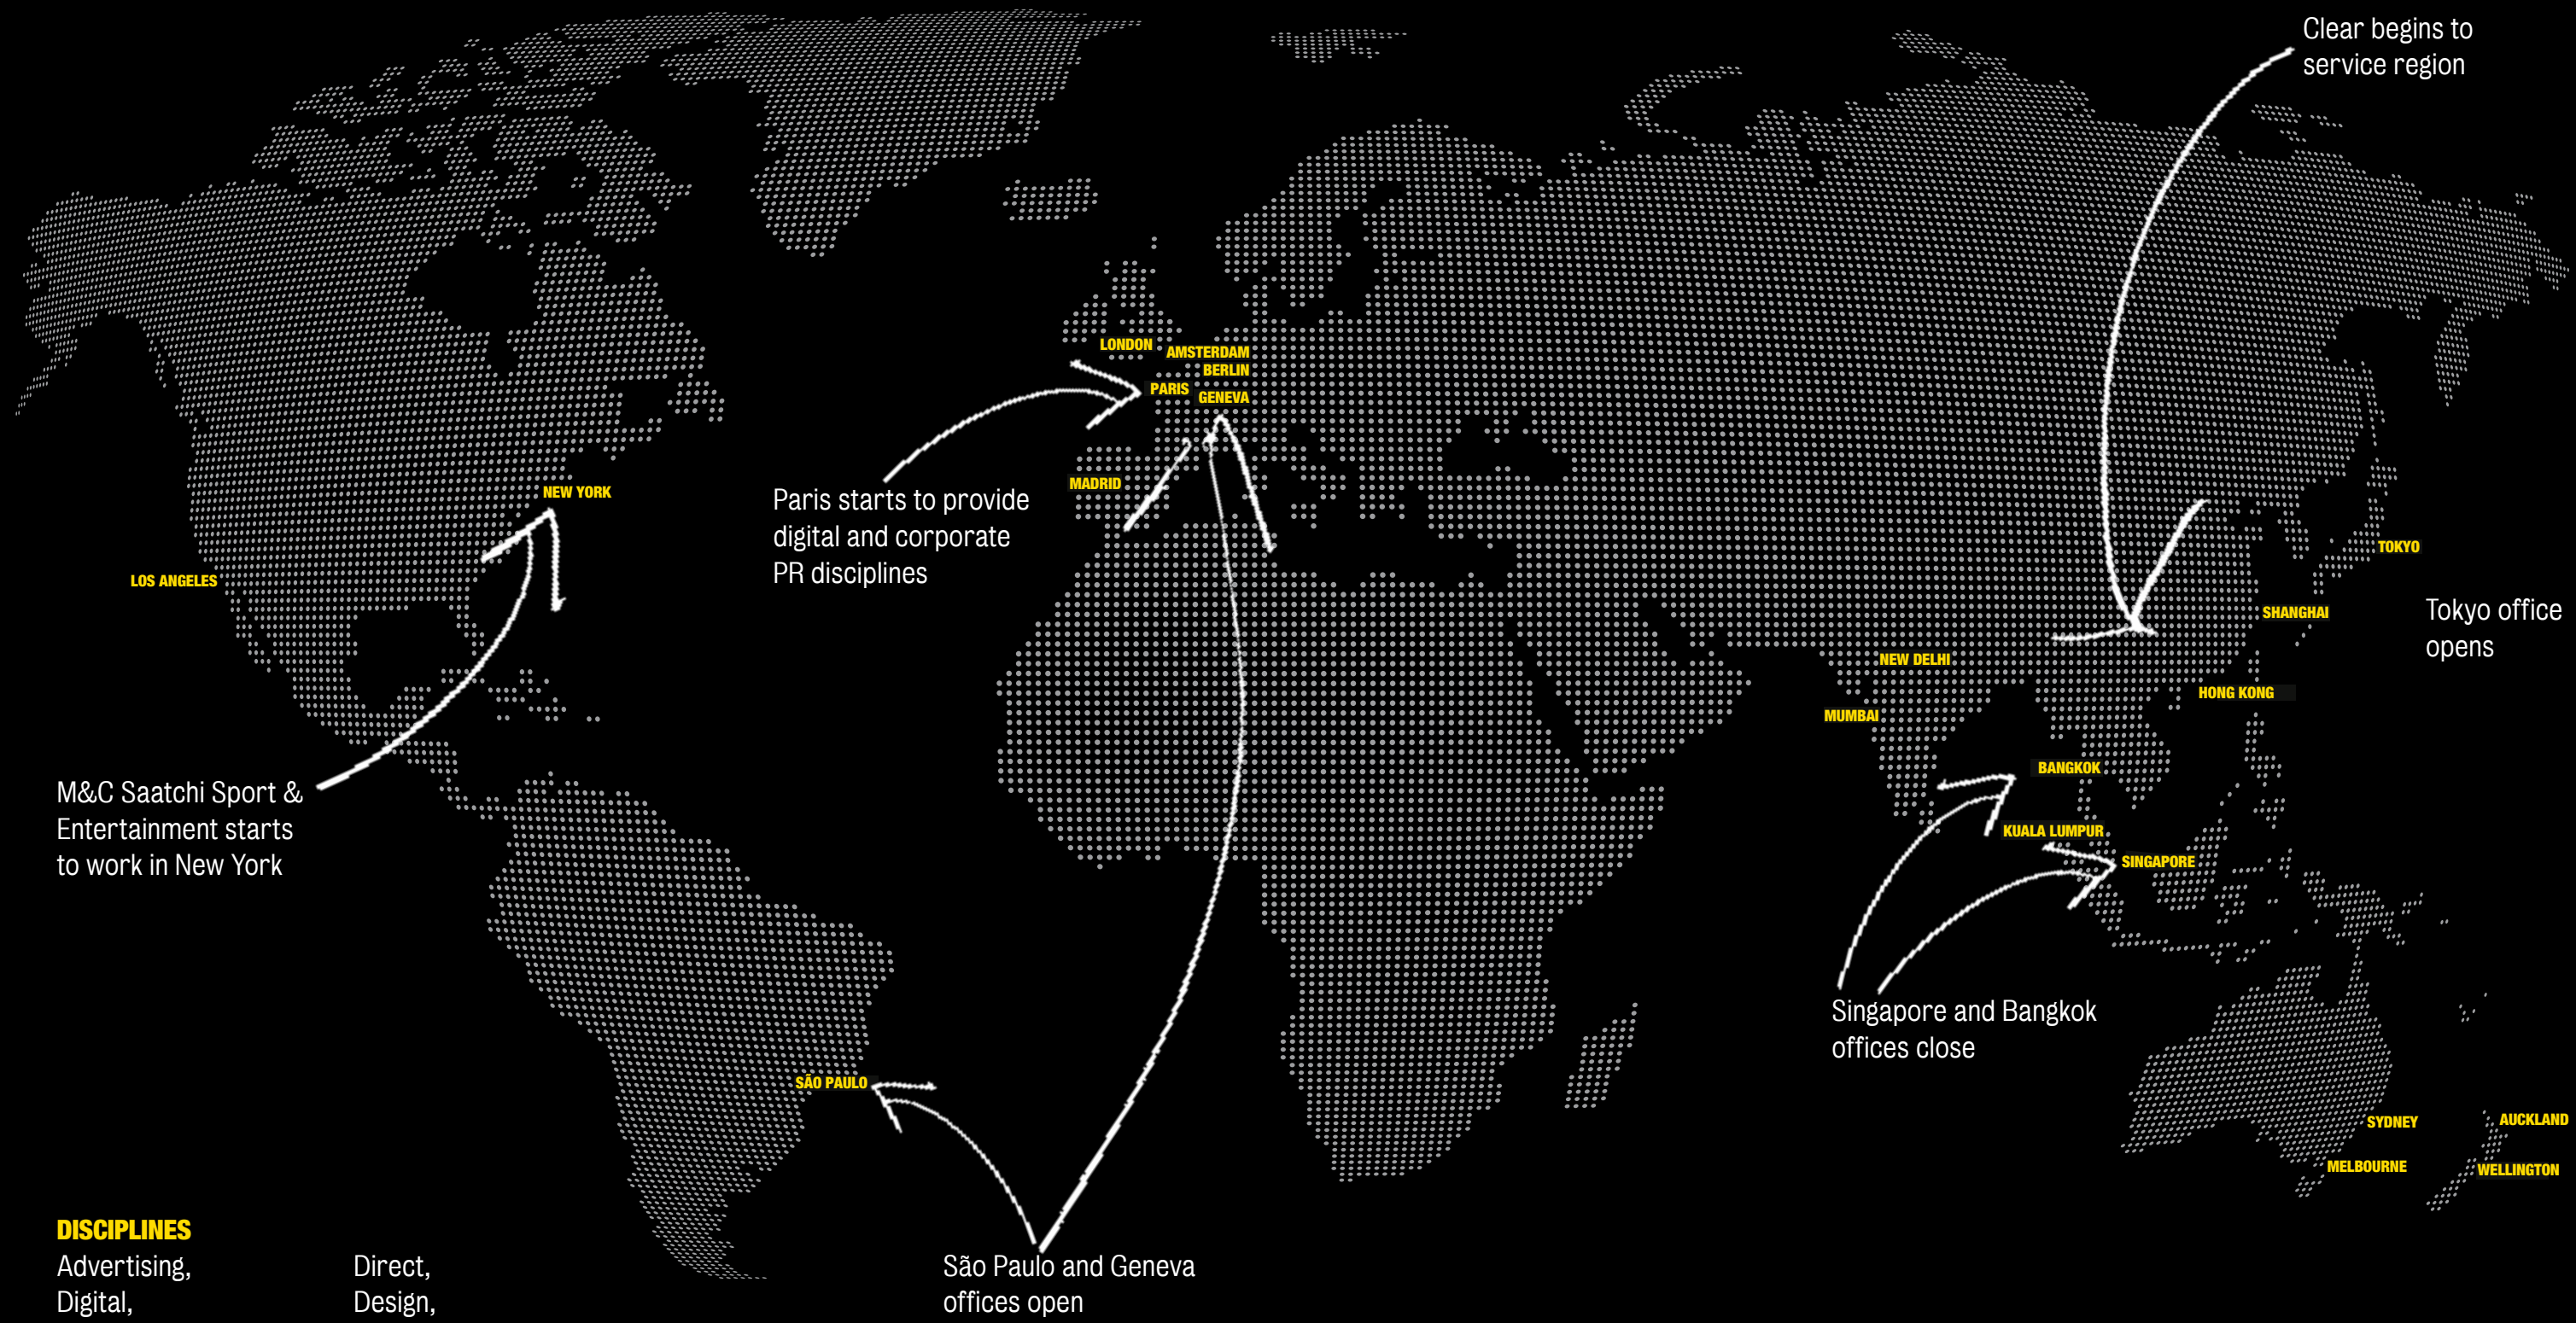 Clear begins to
service region
LONDON
AMSTERDAM
BERLIN
PARIS
GENEVA
MADRID
NEW YORK
LOS ANGELES
Paris starts to provide
digital and corporate
PR disciplines
TOKYO
SHANGHAI
Tokyo office
opens
NEW DELHI
HONG KONG
MUMBAI
BANGKOK
KUALA LUMPUR
SINGAPORE
M&C Saatchi Sport &
Entertainment starts
to work in New York
Singapore and Bangkok
offices close
SÃO PAULO
SYDNEY
AUCKLAND
MELBOURNE
WELLINGTON
DISCIPLINES
Advertising,
Digital,
Direct,
Design,
São Paulo and Geneva
offices open